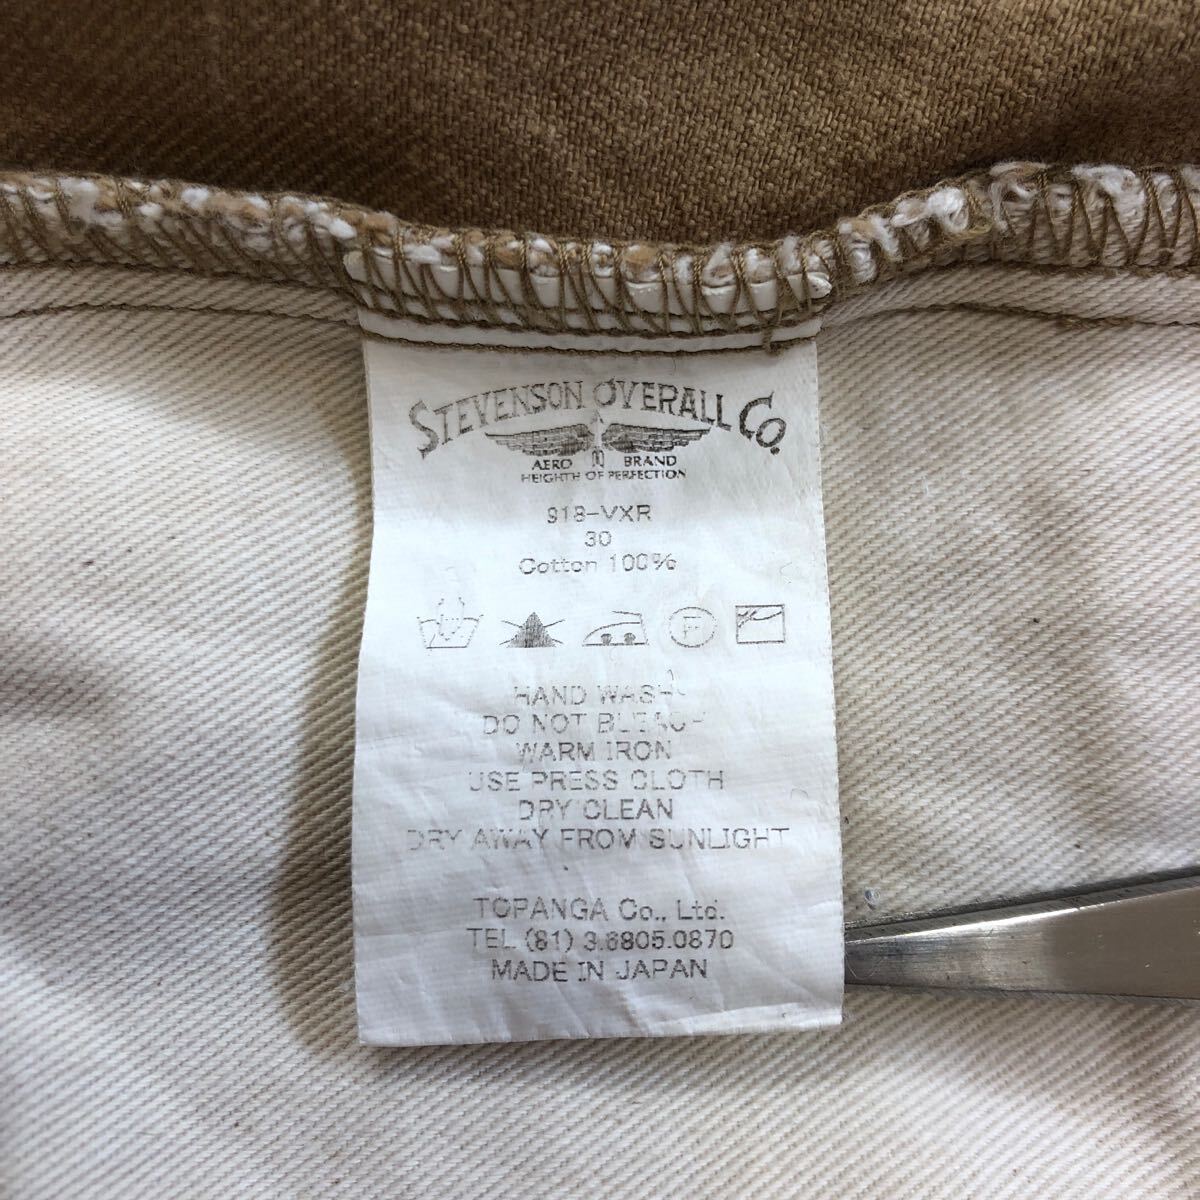 STEVENSON OVERALL CO.
AERO BRAND
HEIGHTH OF PERFECTION
918-VXR
30
Cotton 100%
HAND WASH
DO NOT BLEACH
WARM IRON
USE PRESS CLOTH
DRY CLEAN
DRY AWAY FROM SUNLIGHT
TOPANGA Co., Ltd.
TEL (81) 3.6805.0870
MADE IN JAPAN